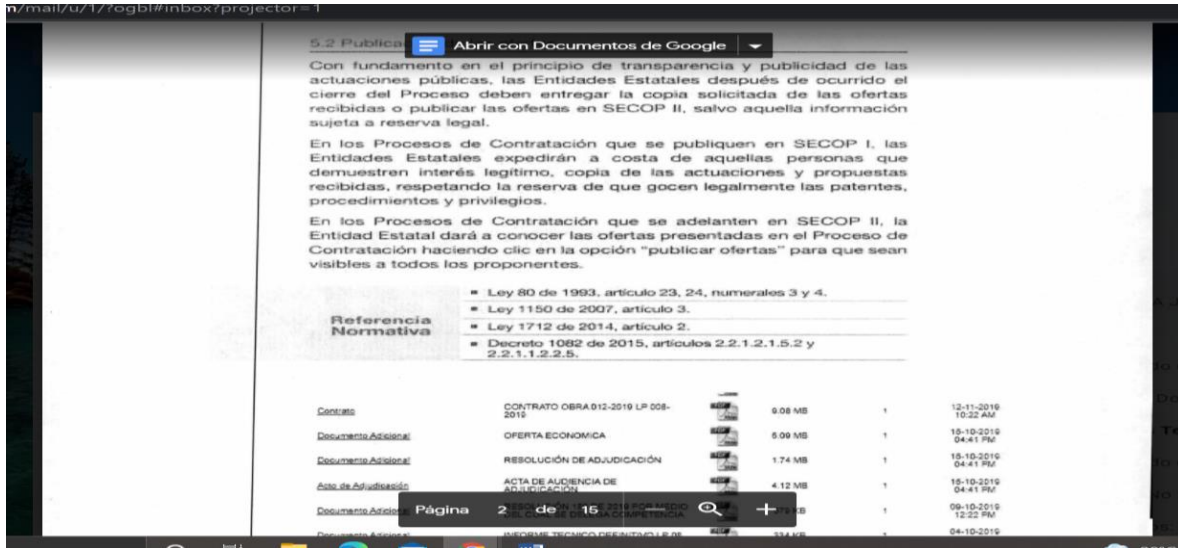 m/mail/u/1/?ogbl#inbox?projector=1
5.2 Publica
Abrir con Documentos de Google
Con fundamento en el principio de transparencia y publicidad de las
actuaciones públicas, las Entidades Estatales después de ocurrido el
cierre del Proceso deben entregar la copia solicitada de las ofertas
recibidas o publicar las ofertas en SECOP II, salvo aquella información
sujeta a reserva legal.
En los Procesos de Contratación que se publiquen en SECOP I, las
Entidades Estatales expedirán a costa de aquellas personas que
demuestren interés legítimo, copia de las actuaciones y propuestas
recibidas, respetando la reserva de que gocen legalmente las patentes,
procedimientos y privilegios.
En los Procesos de Contratación que se adelanten en SECOP II, la
Entidad Estatal dará a conocer las ofertas presentadas en el Proceso de
Contratación haciendo clic en la opción "publicar ofertas" para que sean
visibles a todos los proponentes.
Referencia
Normativa
▪ Ley 80 de 1993, artículo 23, 24, numerales 3 y 4.
▪ Ley 1150 de 2007, artículo 3.
▪ Ley 1712 de 2014, artículo 2.
▪ Decreto 1082 de 2015, artículos 2.2.1.2.1.5.2 y
2.2.1.1.2.2.5.
Contrato CONTRATO OBRA 012-2019 LP 008-
2019 9.08 MB 1 12-11-2019
10:22 AM
Documento Adicional OFERTA ECONOMICA 5.09 MB 1
04:41 PM
Documento Adicional RESOLUCIÓN DE ADJUDICACIÓN 1.74 MB 1
04:41 PM
Acto de Adjudicación ACTA DE AUDIENCIA DE
ADJUDICACIÓN 4.12 MB 1
04:41 PM
Documento Adicional KB 1 09-10-2019
12:22 PM
Página 2 de 15
Documento Adicional INFORME TECNICO DEFINITIVO 04-10-2019